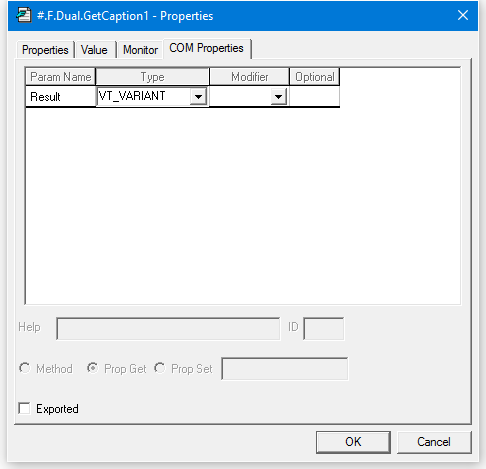 #.F.Dual.GetCaption1 - Properties
Properties Value Monitor COM Properties
Param Name Type Modifier Optional
Result VT_VARIANT
Help ID
Method Prop Get Prop Set
Exported
OK Cancel